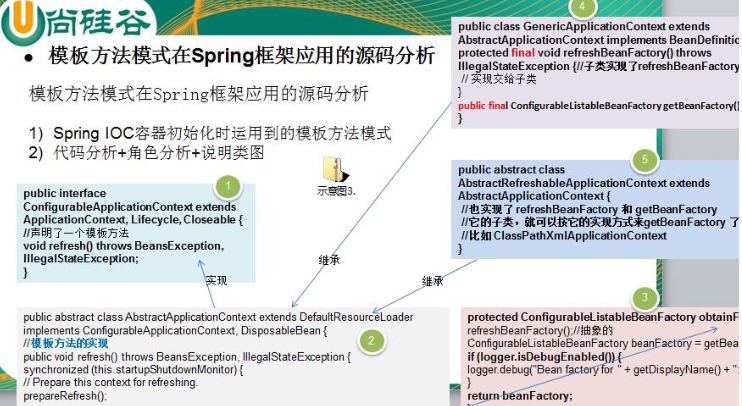 尚硅谷
● 模板方法模式在Spring框架应用的源码分析
模板方法模式在Spring框架应用的源码分析
1) Spring IOC容器初始化时运用到的模板方法模式
2) 代码分析+角色分析+说明类图
示意图3.
1
public interface
ConfigurableApplicationContext extends
ApplicationContext, Lifecycle, Closeable {
//声明了一个模板方法
void refresh() throws BeansException,
IllegalStateException;
}
实现
继承
继承
public abstract class AbstractApplicationContext extends DefaultResourceLoader
implements ConfigurableApplicationContext, DisposableBean {
//模板方法的实现
2
public void refresh() throws BeansException, IllegalStateException {
synchronized (this.startupShutdownMonitor) {
// Prepare this context for refreshing.
prepareRefresh();
4
public class GenericApplicationContext extends
AbstractApplicationContext implements
protected final void refreshBeanFactory() throws
IllegalStateException {//子类实现了refreshBeanFactory
// 实现交给子类
}
public final ConfigurableListableBeanFactory getBeanFactory()
}
5
public abstract class
AbstractRefreshableApplicationContext extends
AbstractApplicationContext {
//也实现了 refreshBeanFactory 和 getBeanFactory
//它的子类，就可以按它的实现方式来getBeanFactory 了
//比如 ClassPathXmlApplicationContext
}
3
protected ConfigurableListableBeanFactory
refreshBeanFactory();//抽象的
ConfigurableListableBeanFactory beanFactory =
if (logger.isDebugEnabled()) {
logger.debug("Bean factory for " + getDisplayName() + "
}
return beanFactory;